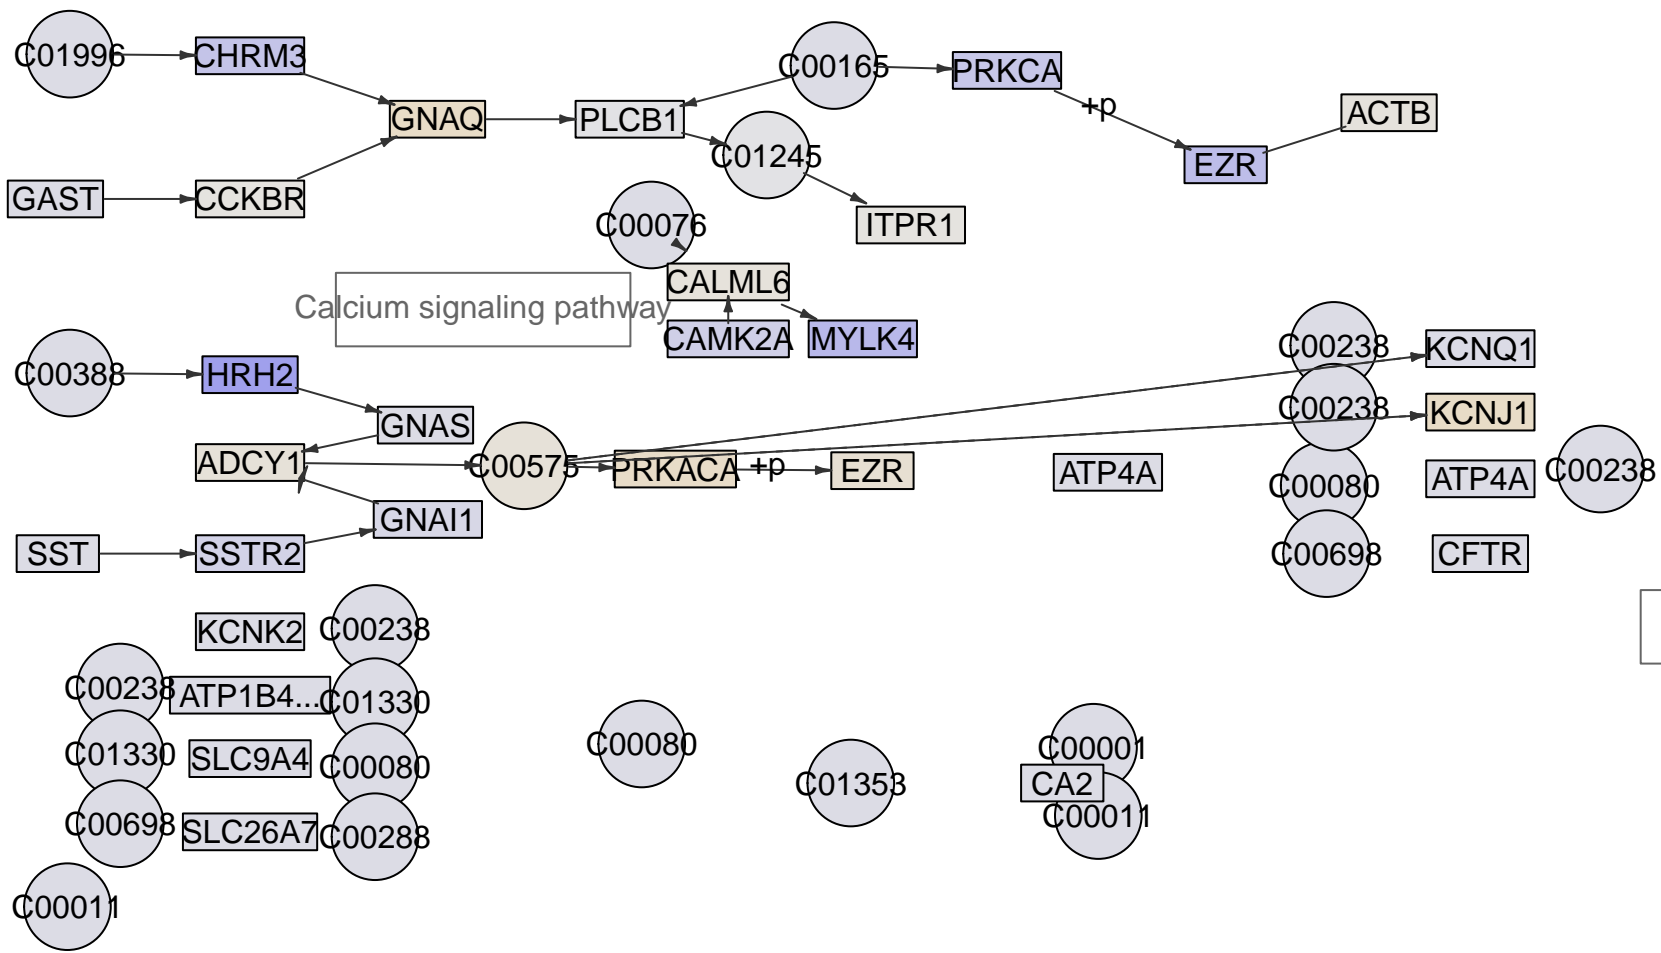 C01996
CHRM3
C00165
PRKCA
GNAQ
PLCB1
+p
ACTB
C01245
EZR
GAST
CCKBR
C00076
ITPR1
CALML6
Calcium signaling pathway
CAMK2A
MYLK4
C00238
KCNQ1
C00388
HRH2
C00238
KCNJ1
GNAS
ADCY1
C00575
PRKACA
+p
EZR
ATP4A
C00080
ATP4A
C00238
GNAI1
SST
SSTR2
C00698
CFTR
KCNK2
C00238
C00238
ATP1B4...
C01330
C01330
SLC9A4
C00080
C00080
C01353
C00001
CA2
C00011
C00698
SLC26A7
C00288
C00011